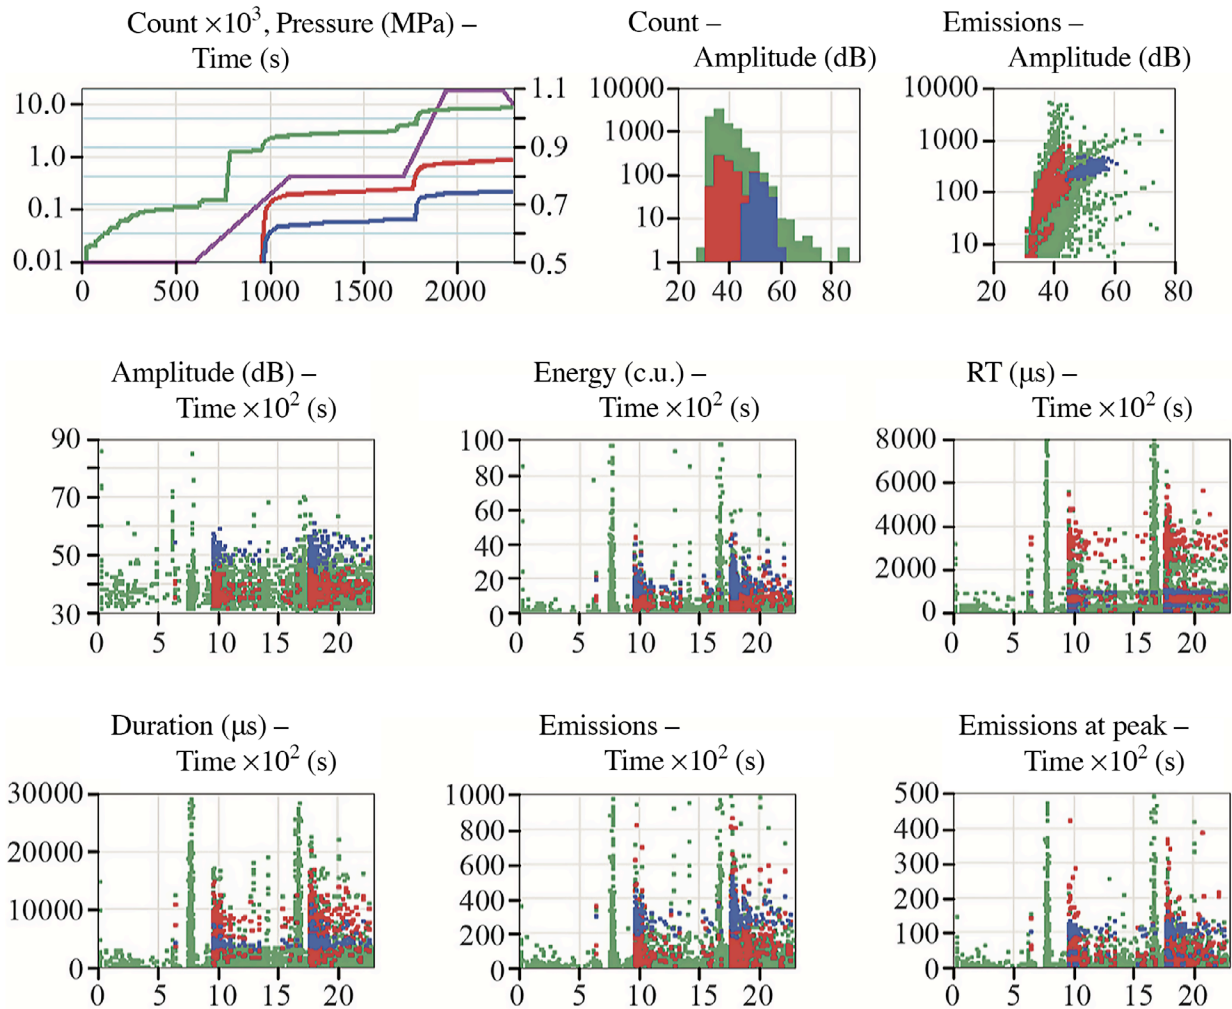 Count ×10³, Pressure (MPa) –
Time (s)
10.0
1.0
0.1
0.01
1.1
0.9
0.7
0.5
0 500 1000 1500 2000
Count –
Amplitude (dB)
10000
1000
100
10
1
20 40 60 80
Emissions –
Amplitude (dB)
10000
1000
100
10
20 40 60 80
Amplitude (dB) –
Time ×10² (s)
90
70
50
30
0 5 10 15 20
Energy (c.u.) –
Time ×10² (s)
100
80
60
40
20
0
0 5 10 15 20
RT (μs) –
Time ×10² (s)
8000
6000
4000
2000
0
0 5 10 15 20
Duration (μs) –
Time ×10² (s)
30000
20000
10000
0
0 5 10 15 20
Emissions –
Time ×10² (s)
1000
800
600
400
200
0
0 5 10 15 20
Emissions at peak –
Time ×10² (s)
500
400
300
200
100
0
0 5 10 15 20